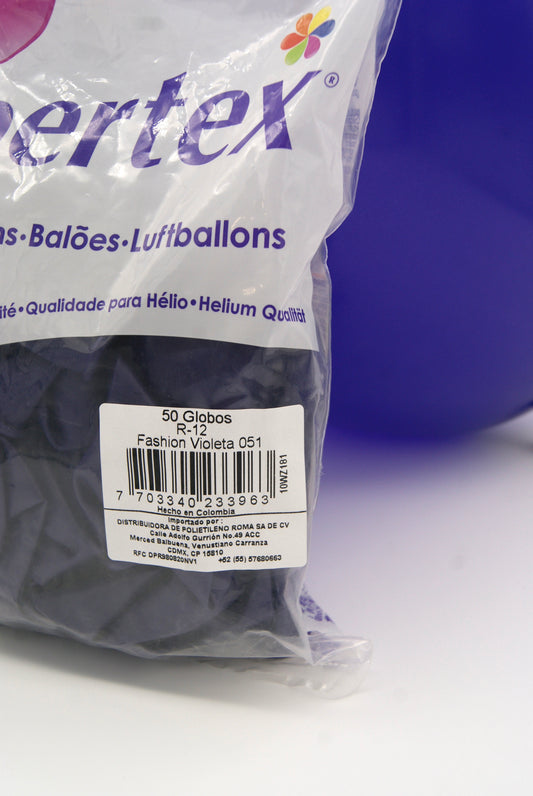 pertex®
ns•Balões•Luftballons
ité•Qualidade para Hélio•Helium Qualität
50 Globos
R-12
Fashion Violeta 051
7 703340 233963
10WZ181
Hecho en Colombia
Importado por :
DISTRIBUIDORA DE POLIETILENO ROMA SA DE CV
Calle Adolfo Gurrión No.49 ACC
Merced Balbuena, Venustiano Carranza
CDMX, CP 15810
RFC DPR980820NV1 +52 (55) 57680663